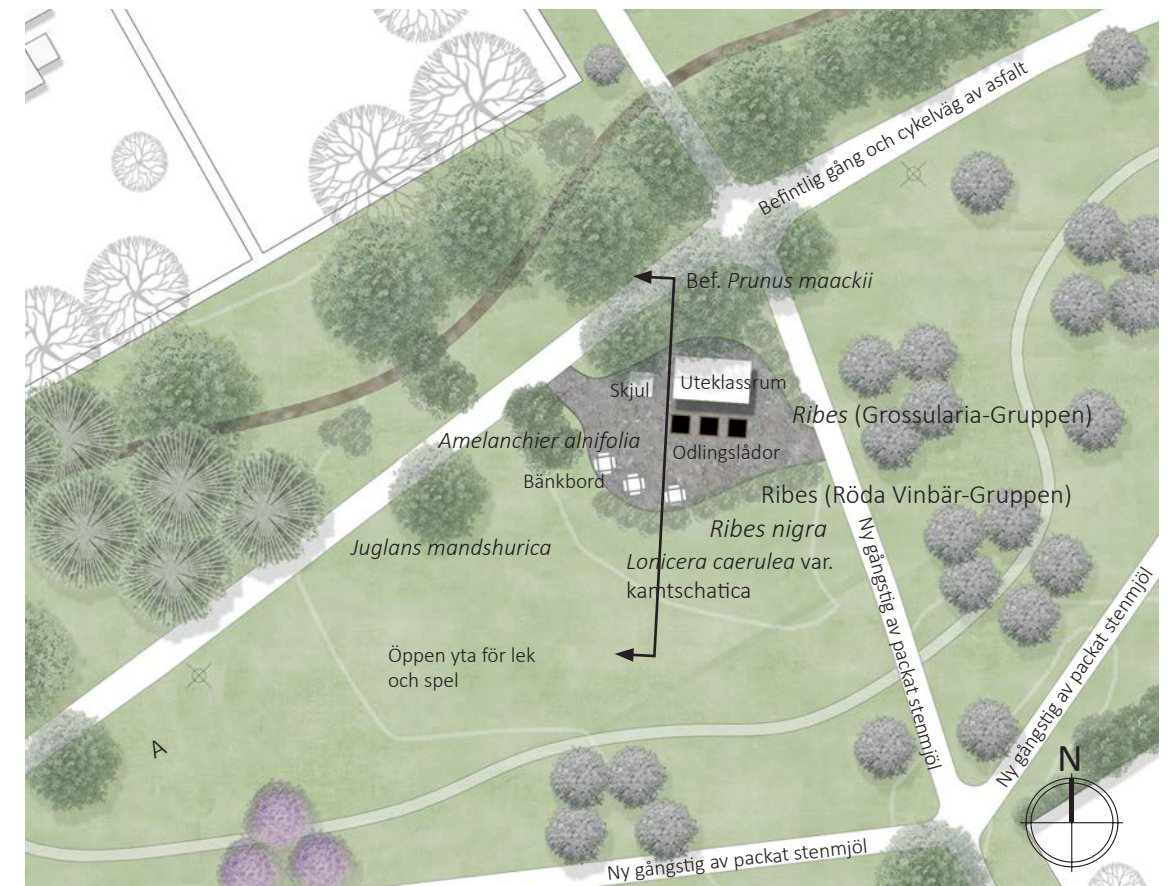 Befintlig gång och cykelväg av asfalt
Bef. Prunus maackii
Skjul
Uteklassrum
Ribes (Grossularia-Gruppen)
Amelanchier alnifolia
Odlingslådor
Bänkbord
Ribes (Röda Vinbär-Gruppen)
Ribes nigra
Juglans mandshurica
Lonicera caerulea var.
kamtschatica
Ny gångstig av packat stenmjöl
Ny gångstig av packat stenmjöl
Öppen yta för lek
och spel
A
N
Ny gångstig av packat stenmjöl